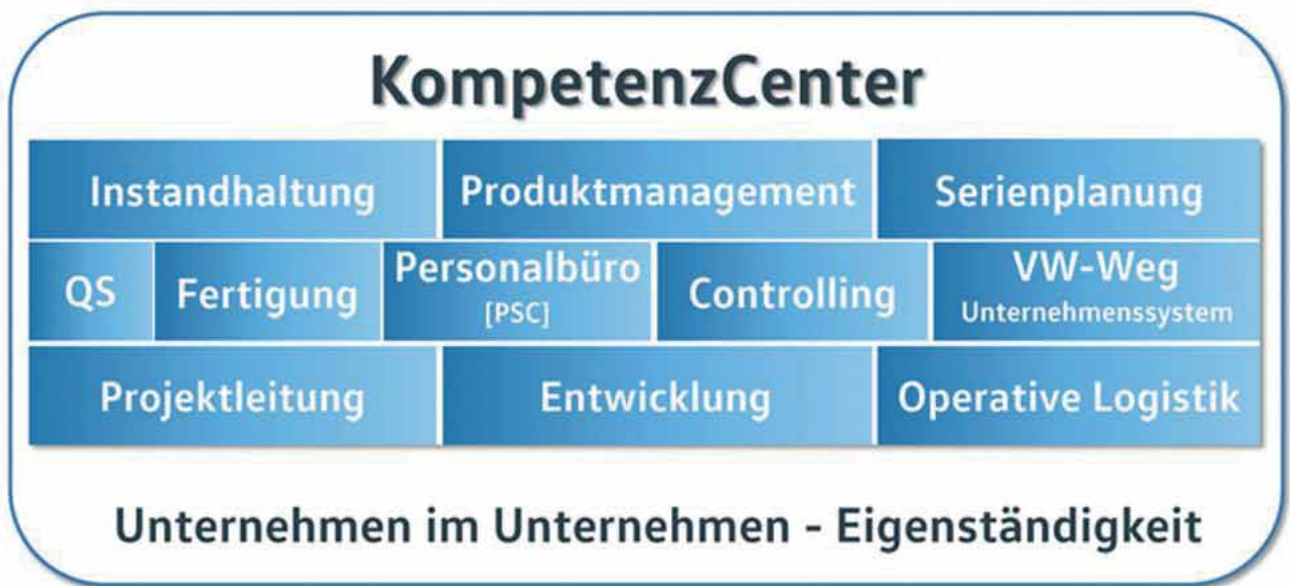 KompetenzCenter
Instandhaltung
Produktmanagement
Serienplanung
QS
Fertigung
Personalbüro
[PSC]
Controlling
VW-Weg
Unternehmenssystem
Projektleitung
Entwicklung
Operative Logistik
Unternehmen im Unternehmen - Eigenständigkeit